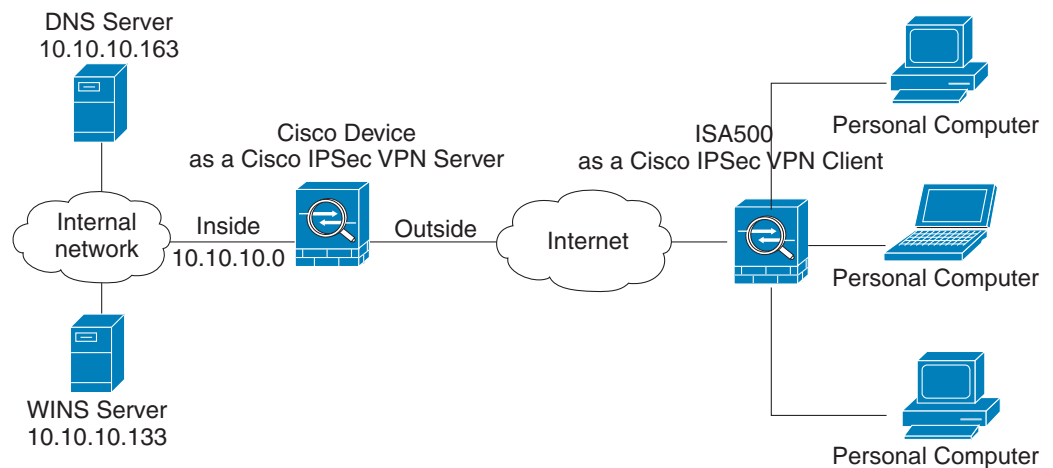 DNS Server
10.10.10.163
Cisco Device
as a Cisco IPSec VPN Server
ISA500
as a Cisco IPSec VPN Client
Personal Computer
Internal
network
Inside
10.10.10.0
Outside
Internet
Personal Computer
WINS Server
10.10.10.133
Personal Computer